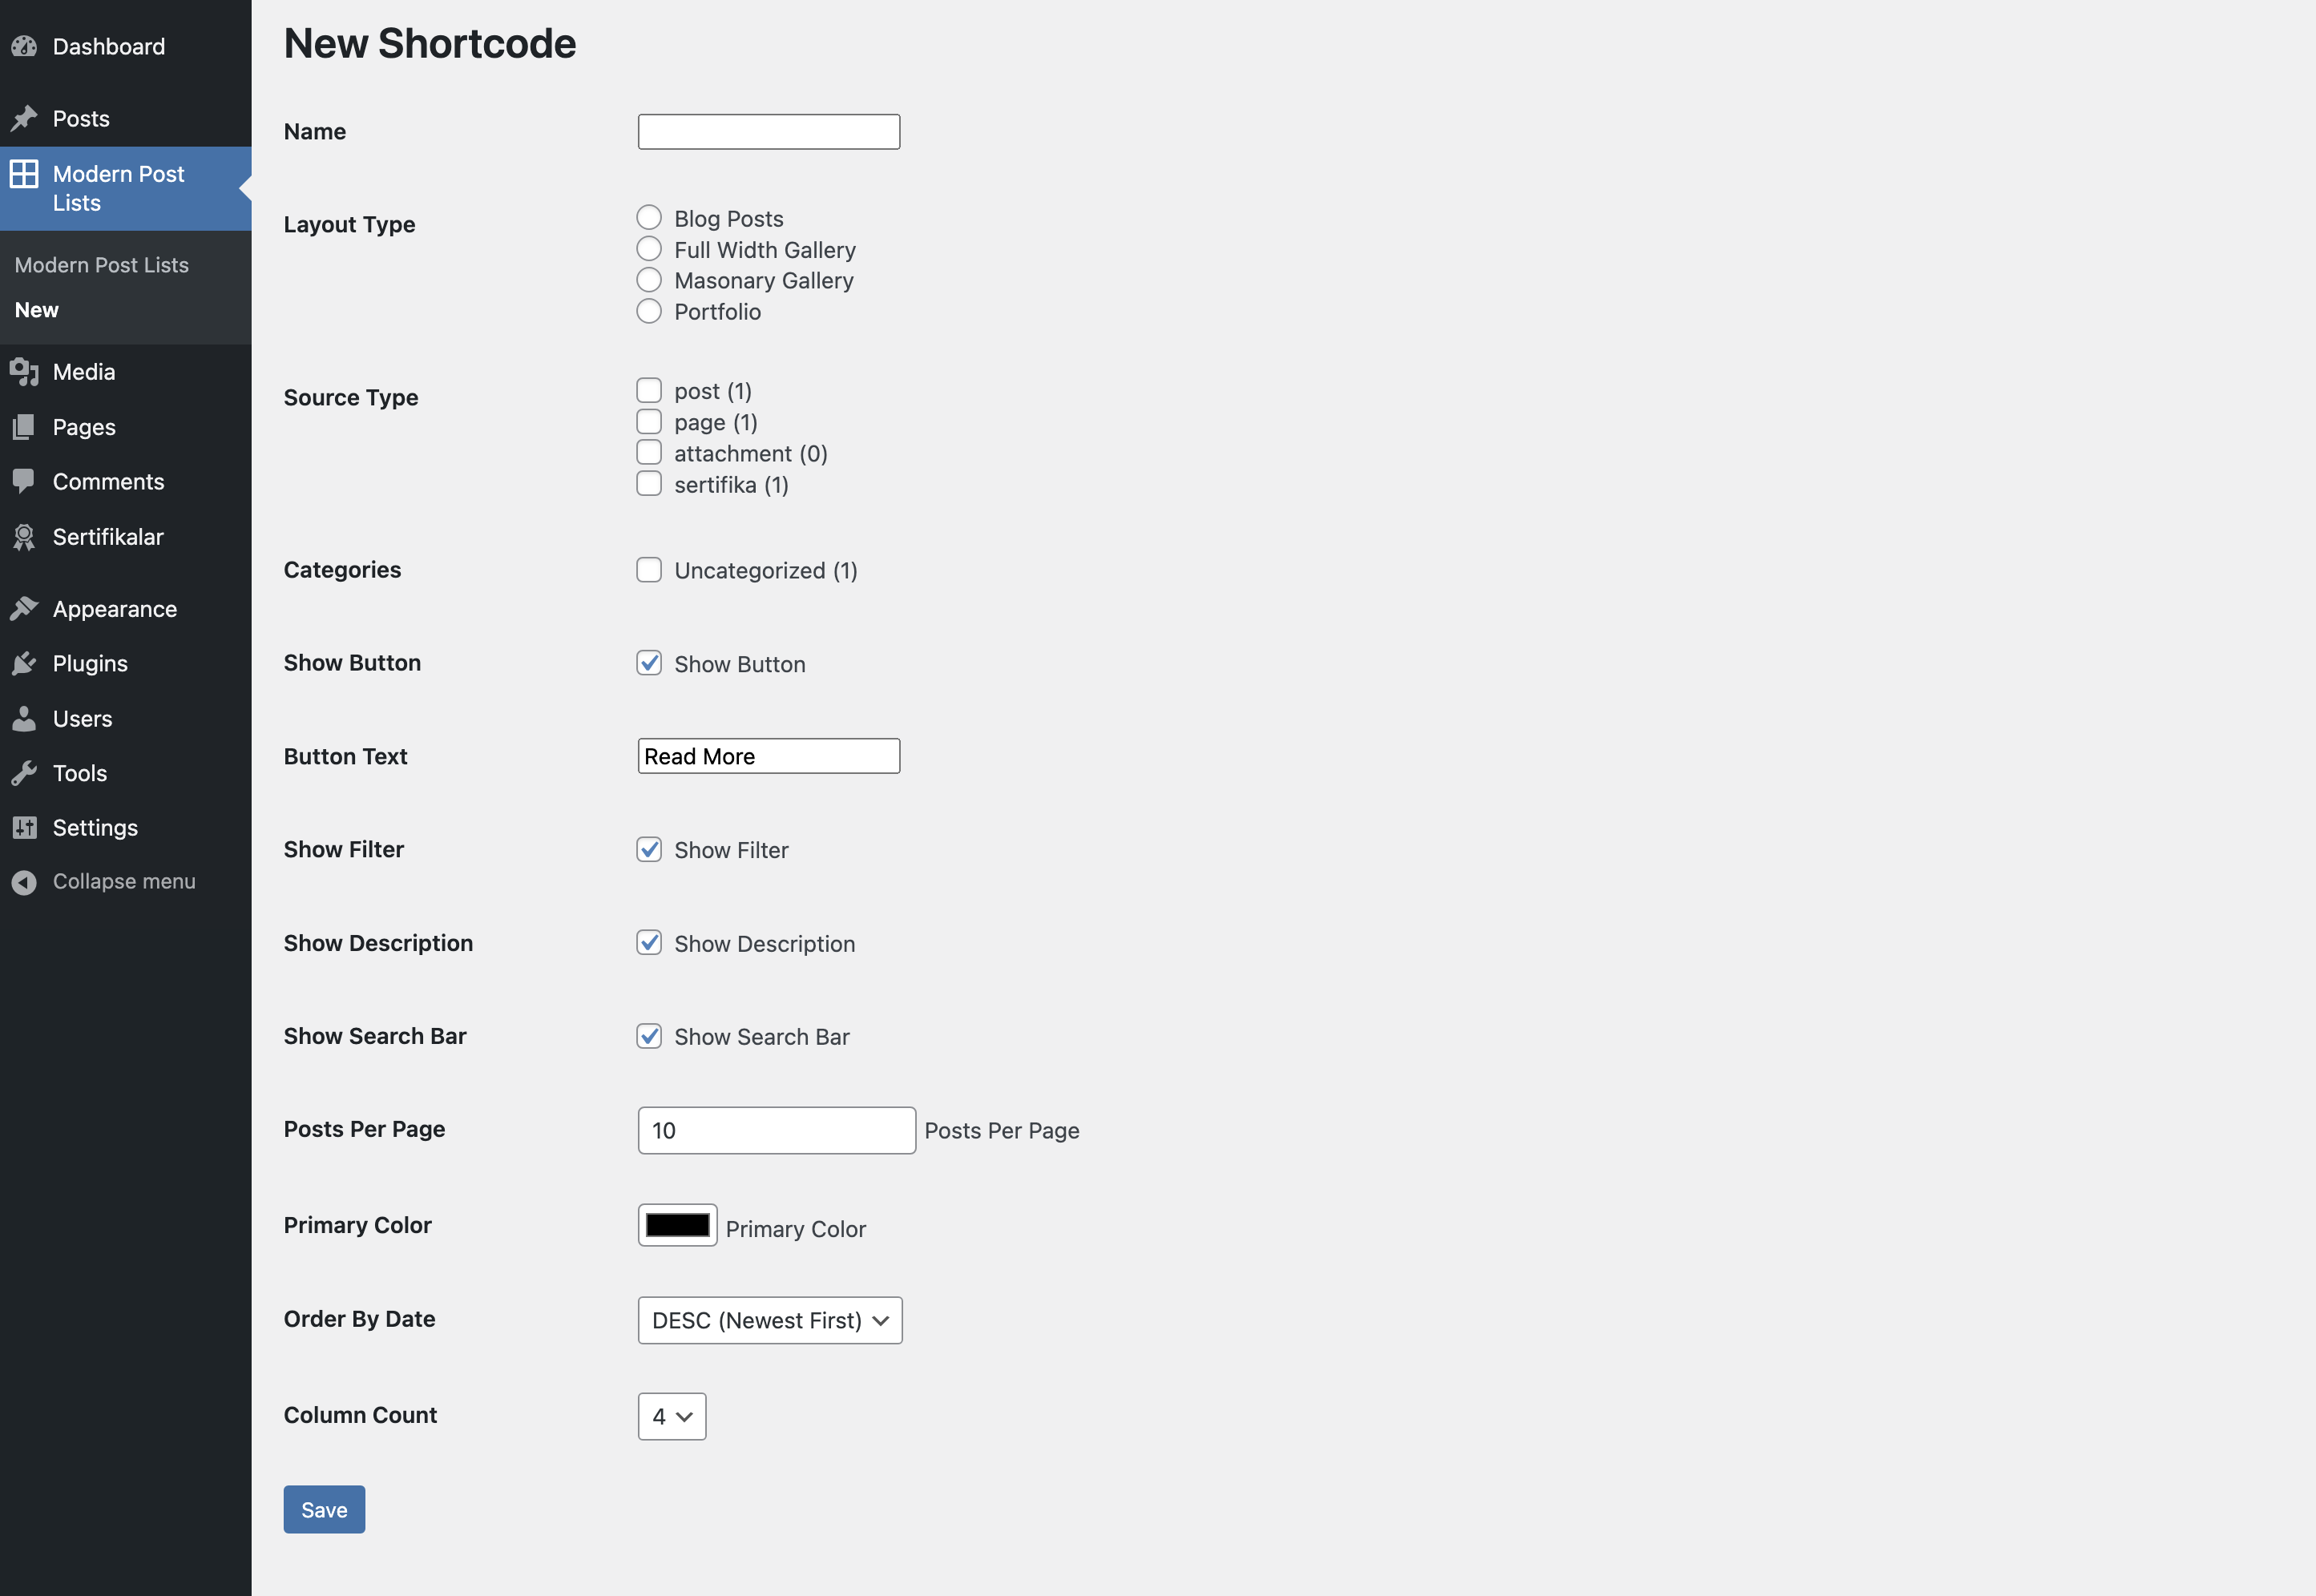 Dashboard
Posts
Modern Post
Lists
Modern Post Lists
New
Media
Pages
Comments
Sertifikalar
Appearance
Plugins
Users
Tools
Settings
Collapse menu
New Shortcode
Name
Layout Type
Blog Posts
Full Width Gallery
Masonary Gallery
Portfolio
Source Type
post (1)
page (1)
attachment (0)
sertifika (1)
Categories
Uncategorized (1)
Show Button
Show Button
Button Text
Read More
Show Filter
Show Filter
Show Description
Show Description
Show Search Bar
Show Search Bar
Posts Per Page
10
Posts Per Page
Primary Color
Primary Color
Order By Date
DESC (Newest First)
Column Count
4
Save